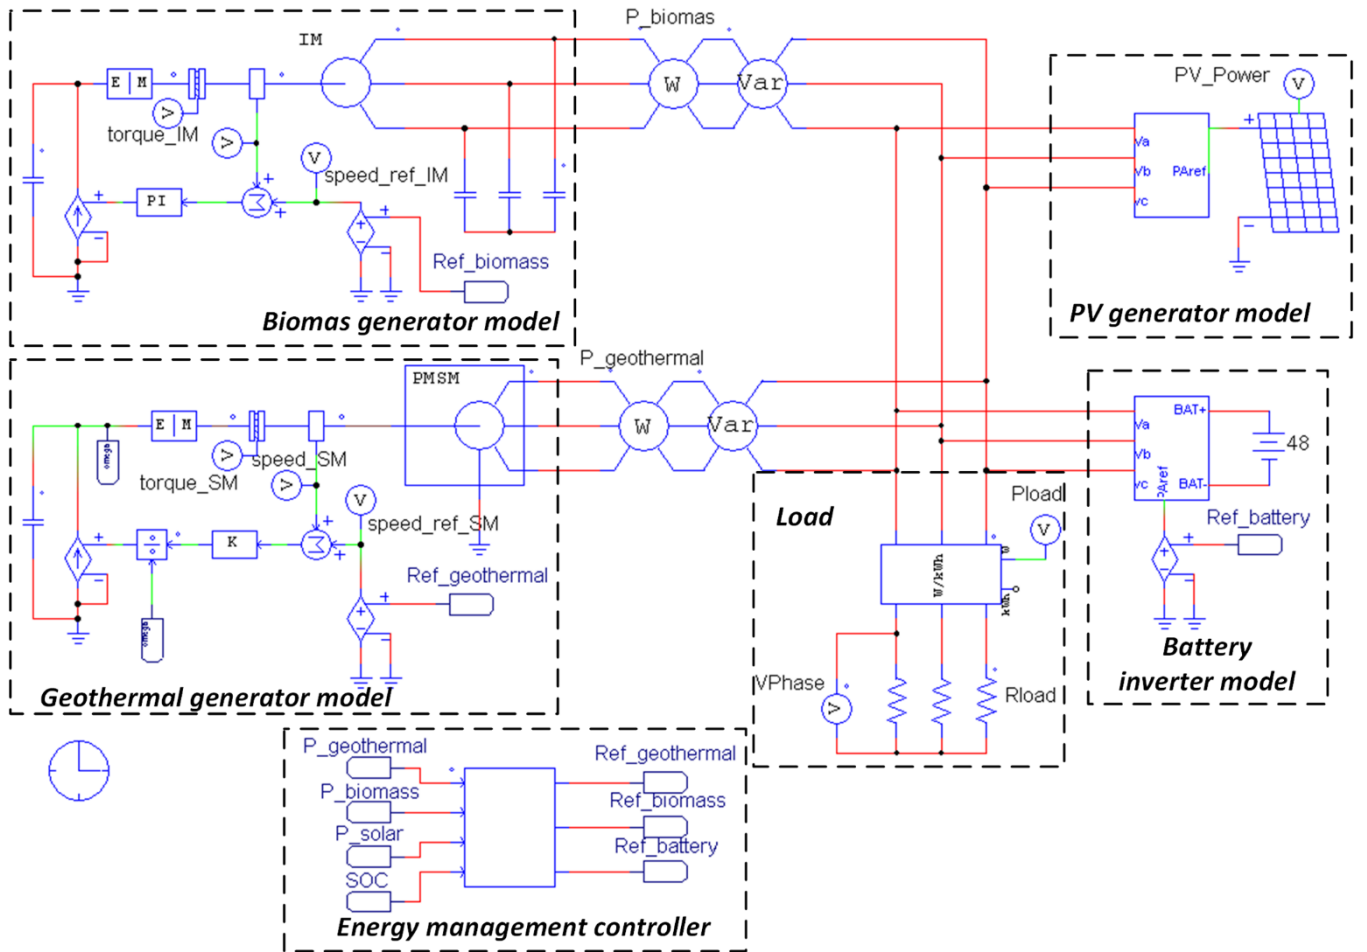 IM
E | M
torque_IM
V
V
V
speed_ref_IM
PI
Σ
+
+
+
−
+
−
Ref_biomass
Biomas generator model
P_biomas
W
Var
PV_Power
V
Va
Vb
vc
PAref
+
−
PV generator model
PMSM
E | M
omega
torque_SM
V
speed_SM
V
V
speed_ref_SM
÷
K
Σ
+
+
+
−
+
−
omega
Ref_geothermal
Geothermal generator model
P_geothermal
W
Var
Load
Pload
V
W/kWh
W
kWh
VPhase
V
Rload
Va
Vb
vc
PAref
BAT+
BAT-
48
Ref_battery
+
−
+
−
Battery
inverter model
P_geothermal
P_biomass
P_solar
SOC
Ref_geothermal
Ref_biomass
Ref_battery
Energy management controller